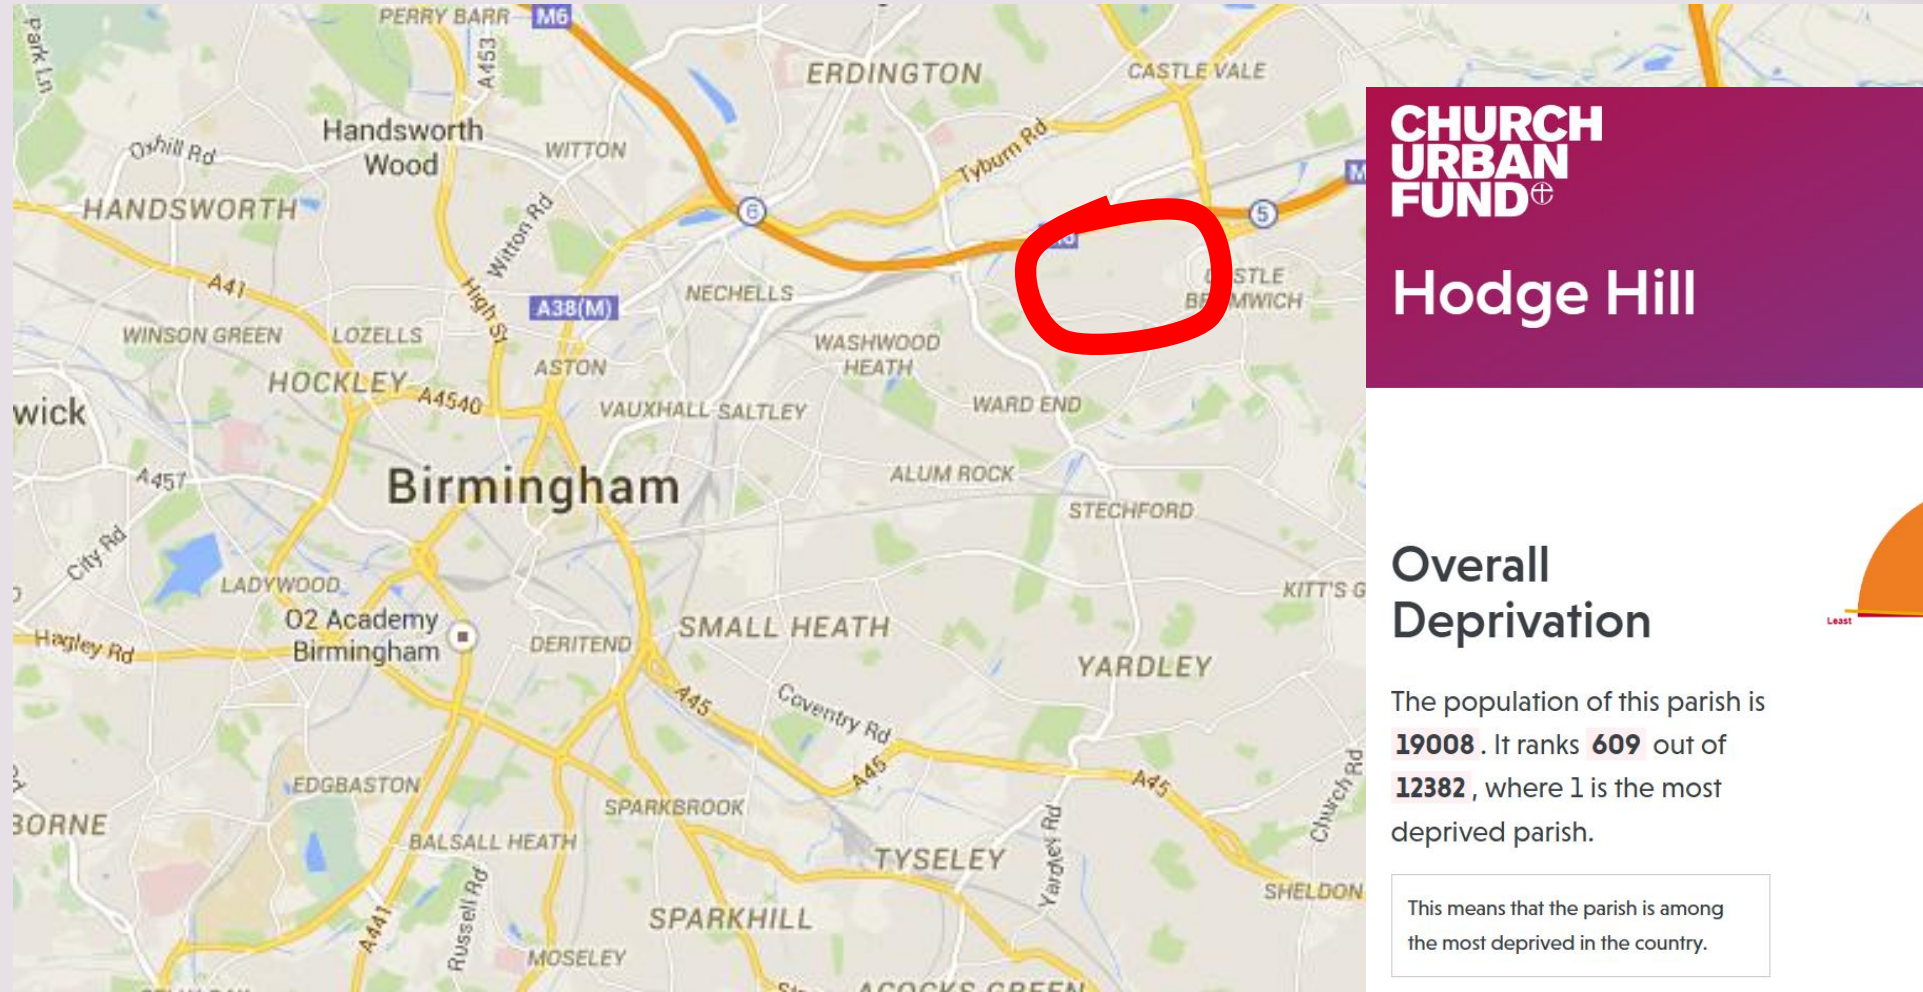 Park Ln
PERRY BARR
M6
A453
ERDINGTON
CASTLE VALE
Handsworth
Wood
Oxhill Rd
WITTON
Tyburn Rd
HANDSWORTH
Witton Rd
6
5
A41
High St
A38(M)
NECHELLS
WINSON GREEN
LOZELLS
WASHWOOD
HEATH
ASTON
HOCKLEY
A4540
VAUXHALL
SALTLEY
WARD END
wick
Birmingham
A457
ALUM ROCK
STECHFORD
City Rd
LADYWOOD
KITT'S G
O2 Academy
Birmingham
DERITEND
SMALL HEATH
Hagley Rd
YARDLEY
A45
Coventry Rd
A45
A45
Church Rd
EDGBASTON
SPARKBROOK
BORNE
BALSALL HEATH
TYSELEY
Yardley Rd
SHELDON
A441
Russell Rd
SPARKHILL
MOSELEY
ACOCKS GREEN
CHURCH
URBAN
FUND
Hodge Hill
Overall
Deprivation
Least
The population of this parish is
19008. It ranks 609 out of
12382, where 1 is the most
deprived parish.
This means that the parish is among
the most deprived in the country.